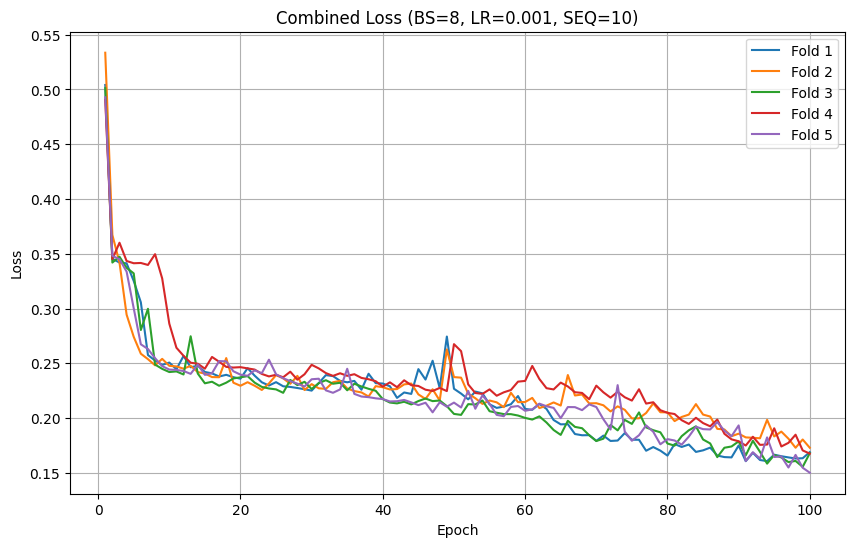 Combined Loss (BS=8, LR=0.001, SEQ=10)
0.55
0.50
0.45
0.40
0.35
0.30
0.25
0.20
0.15
Loss
Fold 1
Fold 2
Fold 3
Fold 4
Fold 5
0
20
40
60
80
100
Epoch